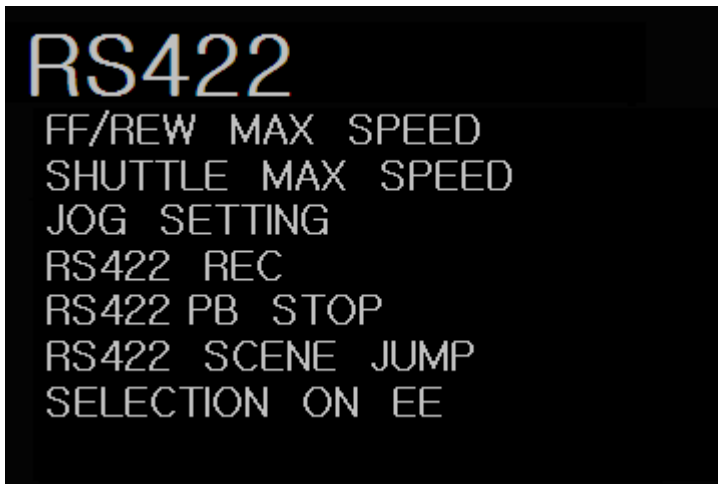 RS422
FF/REW MAX SPEED
SHUTTLE MAX SPEED
JOG SETTING
RS422 REC
RS422 PB STOP
RS422 SCENE JUMP
SELECTION ON EE